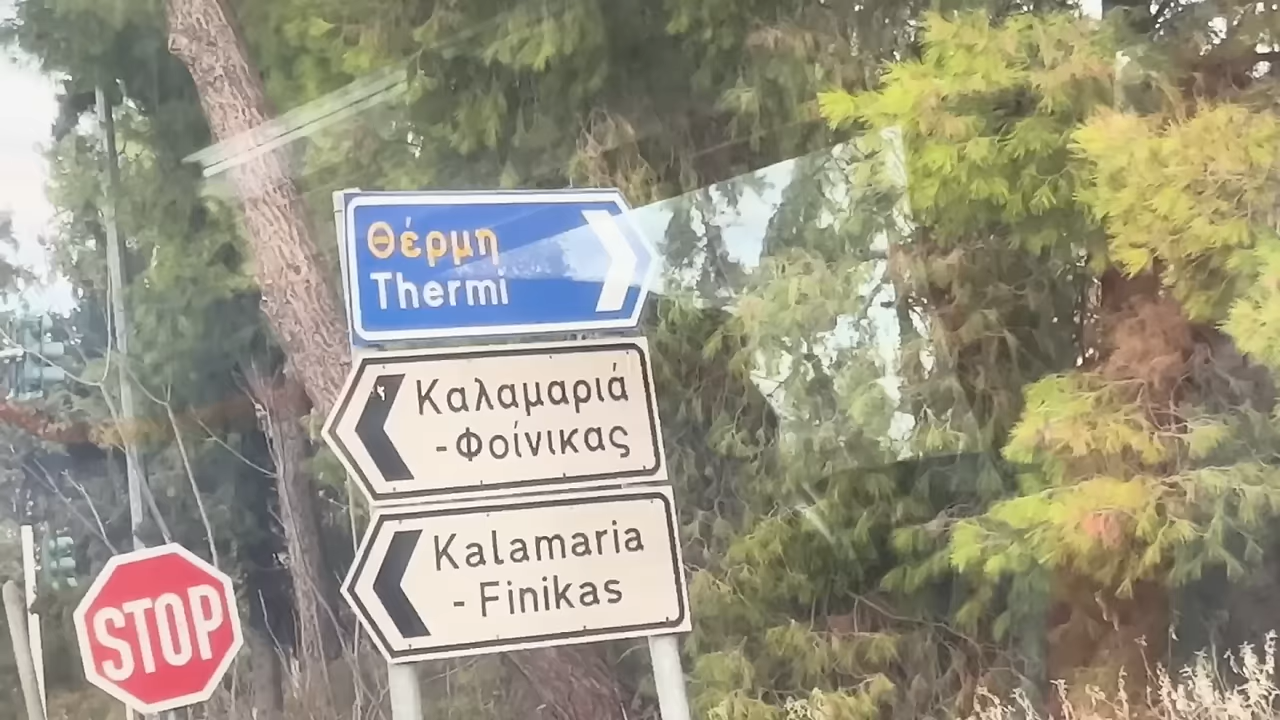 Θέρμη
Thermi
Καλαμαριά
-Φοίνικας
Kalamaria
- Finikas
STOP